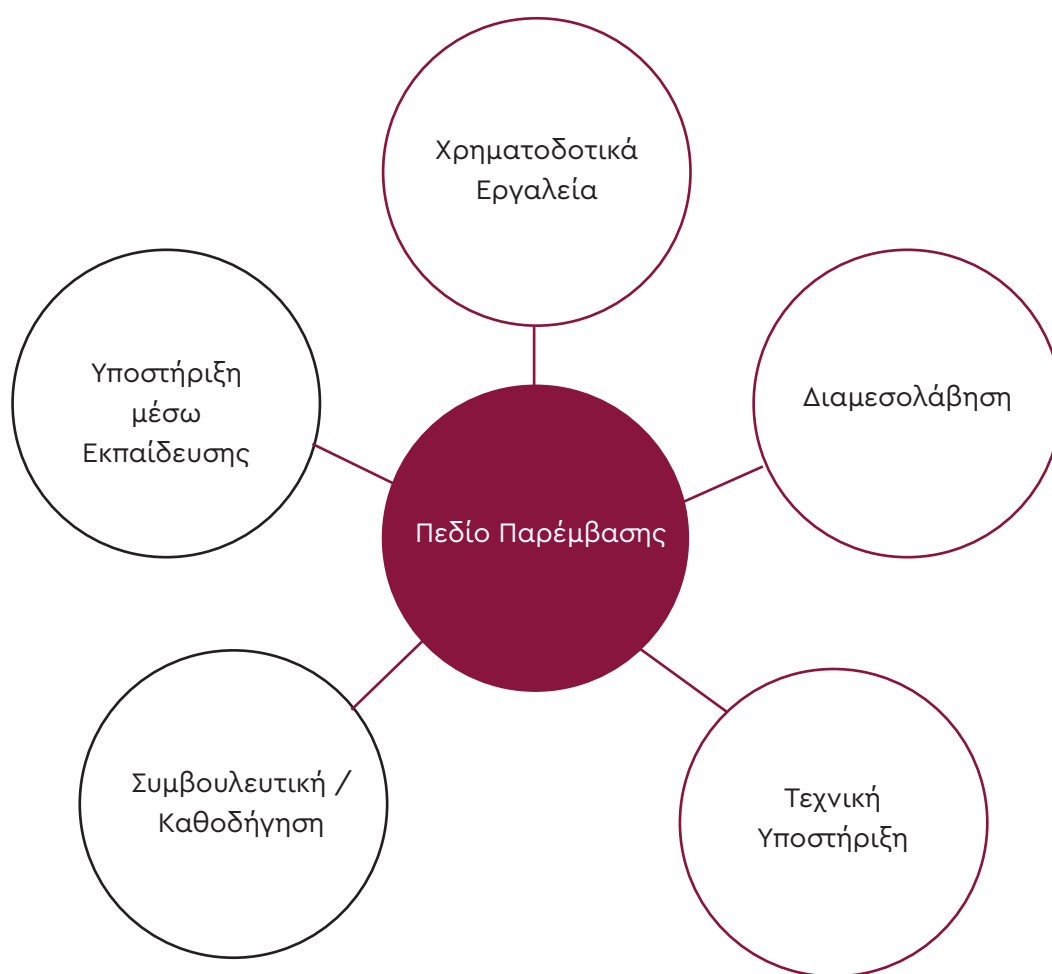 Χρηματοδοτικά
Εργαλεία
Υποστήριξη
μέσω
Εκπαίδευσης
Διαμεσολάβηση
Πεδίο Παρέμβασης
Συμβουλευτική /
Καθοδήγηση
Τεχνική
Υποστήριξη